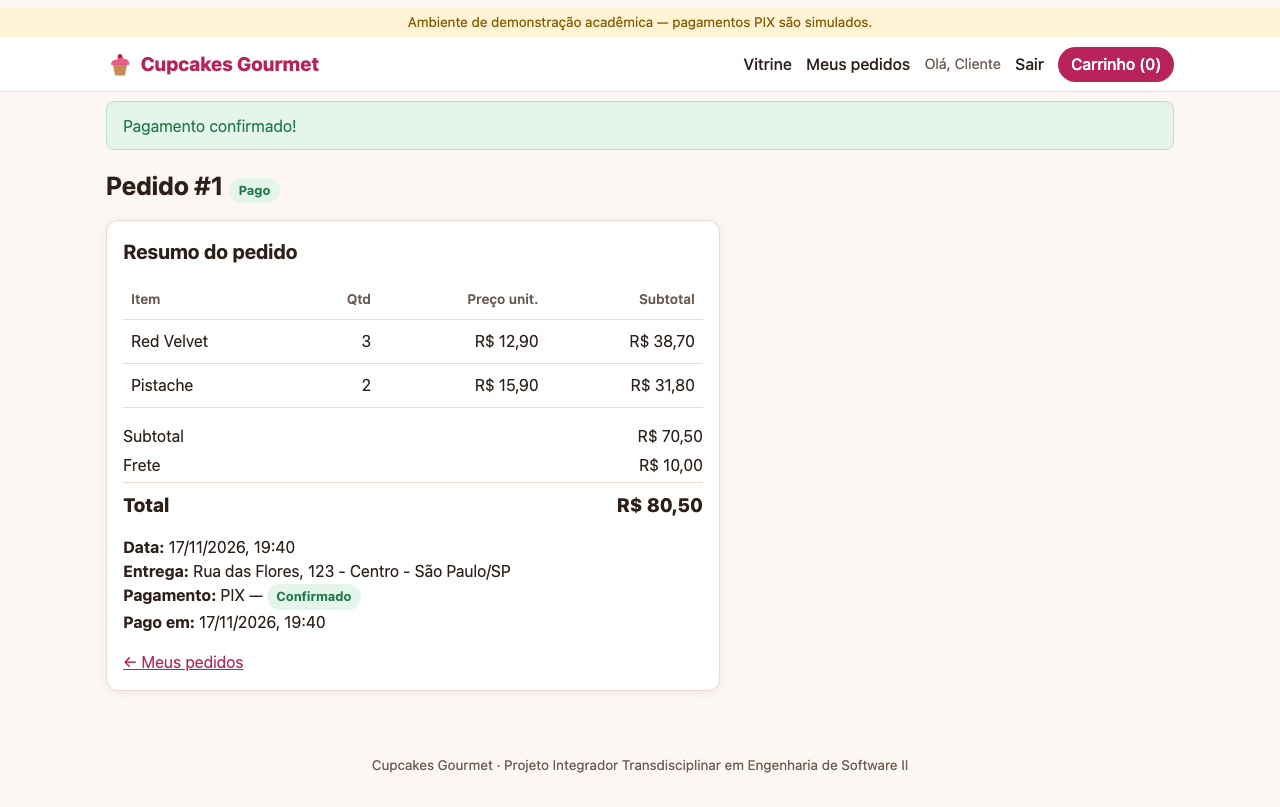 Ambiente de demonstração acadêmica — pagamentos PIX são simulados.
Cupcakes Gourmet Vitrine Meus pedidos Olá, Cliente Sair Carrinho (0)
Pagamento confirmado!
Pedido #1 Pago
Resumo do pedido
Item Qtd Preço unit. Subtotal
Red Velvet 3 R$ 12,90 R$ 38,70
Pistache 2 R$ 15,90 R$ 31,80
Subtotal R$ 70,50
Frete R$ 10,00
Total R$ 80,50
Data: 17/11/2026, 19:40
Entrega: Rua das Flores, 123 - Centro - São Paulo/SP
Pagamento: PIX — Confirmado
Pago em: 17/11/2026, 19:40
← Meus pedidos
Cupcakes Gourmet · Projeto Integrador Transdisciplinar em Engenharia de Software II